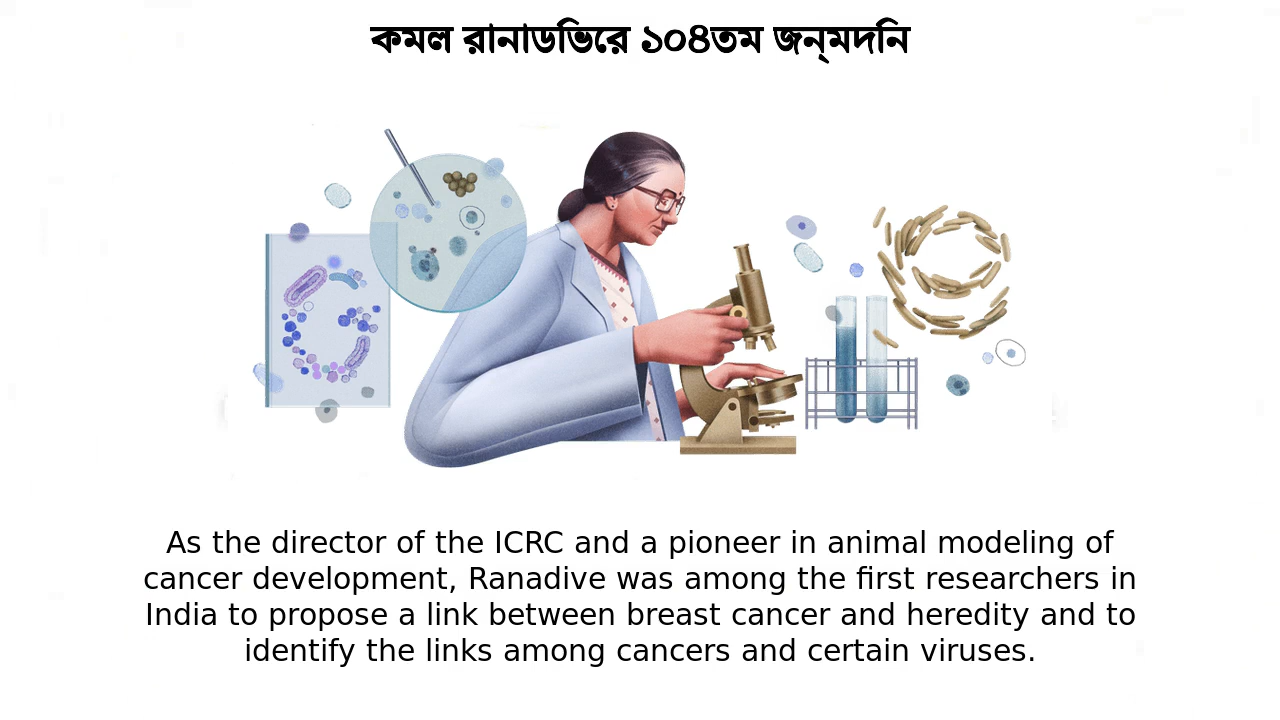 কমল রানাডিভের ১০৪তম জন্মদিন
As the director of the ICRC and a pioneer in animal modeling of
cancer development, Ranadive was among the first researchers in
India to propose a link between breast cancer and heredity and to
identify the links among cancers and certain viruses.